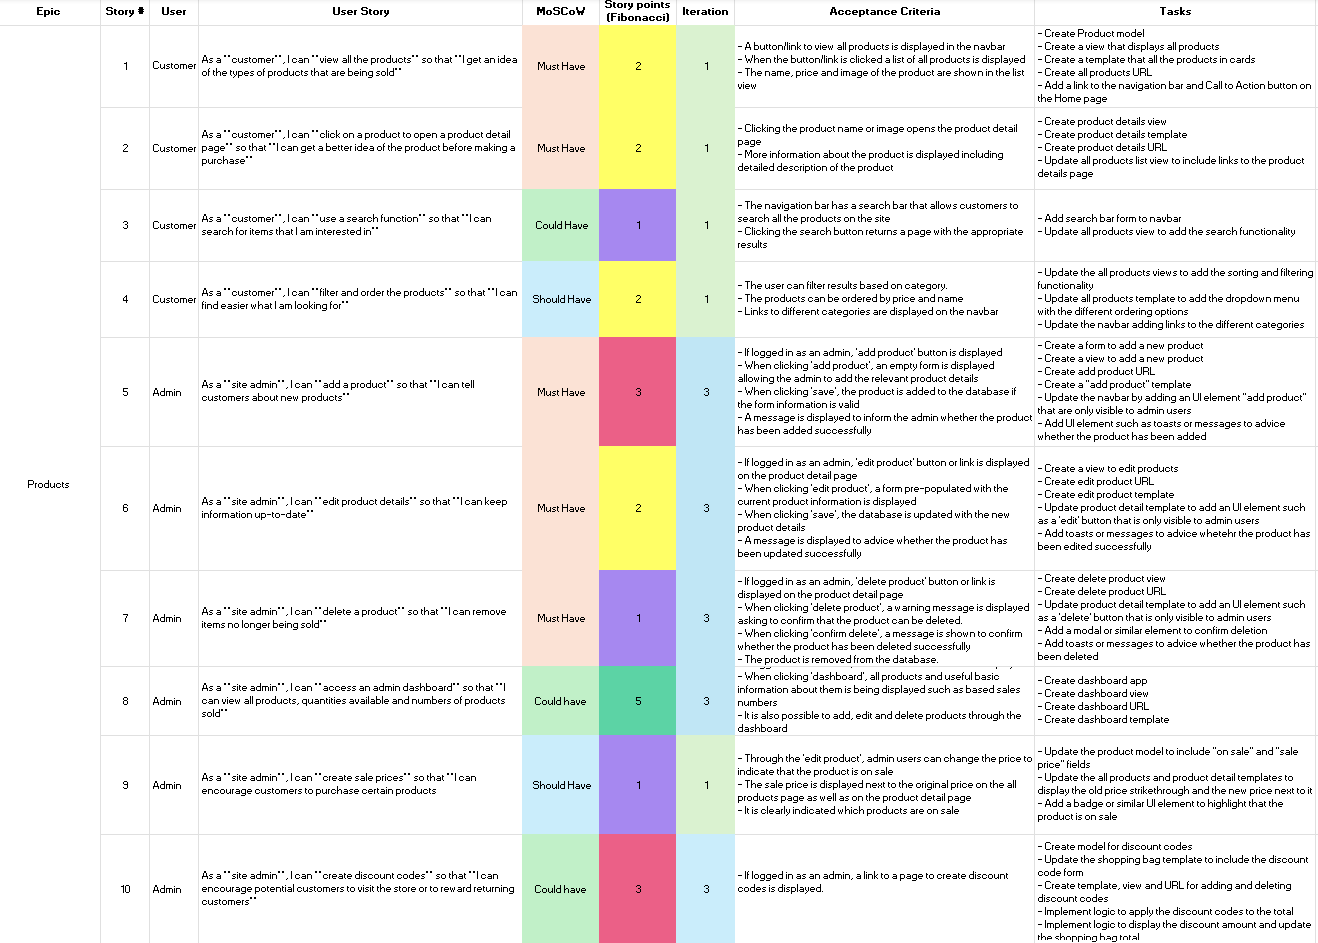 Epic
Story #
User
User Story
MoSCoW
Story points
(Fibonacci)
Iteration
Acceptance Criteria
Tasks
Products
1
Customer
As a **customer**, I can **view all the products** so that **I get an idea
of the types of products that are being sold**
Must Have
2
1
- A button/link to view all products is displayed in the navbar
- When the button/link is clicked a list of all products is displayed
- The name, price and image of the product are shown in the list
view
- Create Product model
- Create a view that displays all products
- Create a template that all the products in cards
- Create all products URL
- Add a link to the navigation bar and Call to Action button on
the Home page
2
Customer
As a **customer**, I can **click on a product to open a product detail
page** so that **I can get a better idea of the product before making a
purchase**
Must Have
2
1
- Clicking the product name or image opens the product detail
page
- More information about the product is displayed including
detailed description of the product
- Create product details view
- Create product details template
- Create product details URL
- Update all products list view to include links to the product
details page
3
Customer
As a **customer**, I can **use a search function** so that **I can
search for items that I am interested in**
Could Have
1
1
- The navigation bar has a search bar that allows customers to
search all the products on the site
- Clicking the search button returns a page with the appropriate
results
- Add search bar form to navbar
- Update all products view to add the search functionality
4
Customer
As a **customer**, I can **filter and order the products** so that **I can
find easier what I am looking for**
Should Have
2
1
- The user can filter results based on category.
- The products can be ordered by price and name
- Links to different categories are displayed on the navbar
- Update the all products views to add the sorting and filtering
functionality
- Update all products template to add the dropdown menu
with the different ordering options
- Update the navbar adding links to the different categories
5
Admin
As a **site admin**, I can **add a product** so that **I can tell
customers about new products**
Must Have
3
3
- If logged in as an admin, 'add product' button is displayed
- When clicking 'add product', an empty form is displayed
allowing the admin to add the relevant product details
- When clicking 'save', the product is added to the database if
the form information is valid
- A message is displayed to inform the admin whether the product
has been added successfully
- Create a form to add a new product
- Create a view to add a new product
- Create add product URL
- Create a "add product" template
- Update the navbar by adding an UI element "add product"
that are only visible to admin users
- Add UI element such as toasts or messages to advice
whether the product has been added
6
Admin
As a **site admin**, I can **edit product details** so that **I can keep
information up-to-date**
Must Have
2
3
- If logged in as an admin, 'edit product' button or link is displayed
on the product detail page
- When clicking 'edit product', a form pre-populated with the
current product information is displayed
- When clicking 'save', the database is updated with the new
product details
- A message is displayed to advice whether the product has
been updated successfully
- Create a view to edit products
- Create edit product URL
- Create edit product template
- Update product detail template to add an UI element such
as a 'edit' button that is only visible to admin users
- Add toasts or messages to advice whetehr the product has
been edited successfully
7
Admin
As a **site admin**, I can **delete a product** so that **I can remove
items no longer being sold**
Must Have
1
3
- If logged in as an admin, 'delete product' button or link is
displayed on the product detail page
- When clicking 'delete product', a warning message is displayed
asking to confirm that the product can be deleted.
- When clicking 'confirm delete', a message is shown to confirm
whether the product has been deleted successfully
- The product is removed from the database.
- Create delete product view
- Create delete product URL
- Update product detail template to add an UI element such
as a 'delete' button that is only visible to admin users
- Add a modal or similar element to confirm deletion
- Add toasts or messages to advice whether the product has
been deleted
8
Admin
As a **site admin**, I can **access an admin dashboard** so that **I
can view all products, quantities available and numbers of products
sold**
Could have
5
3
- When clicking 'dashboard', all products and useful basic
information about them is being displayed such as based sales
numbers
- It is also possible to add, edit and delete products through the
dashboard
- Create dashboard app
- Create dashboard view
- Create dashboard URL
- Create dashboard template
9
Admin
As a **site admin**, I can **create sale prices** so that **I can
encourage customers to purchase certain products
Should Have
1
1
- Through the 'edit product', admin users can change the price to
indicate that the product is on sale
- The sale price is displayed next to the original price on the all
products page as well as on the product detail page
- It is clearly indicated which products are on sale
- Update the product model to include "on sale" and "sale
price" fields
- Update the all products and product detail templates to
display the old price strikethrough and the new price next to it
- Add a badge or similar UI element to highlight that the
product is on sale
10
Admin
As a **site admin**, I can **create discount codes** so that **I can
encourage potential customers to visit the store or to reward returning
customers**
Could have
3
3
- If logged in as an admin, a link to a page to create discount
codes is displayed.
- Create model for discount codes
- Update the shopping bag template to include the discount
code form
- Create template, view and URL for adding and deleting
discount codes
- Implement logic to apply the discount codes to the total
- Implement logic to display the discount amount and update
the shopping bag total